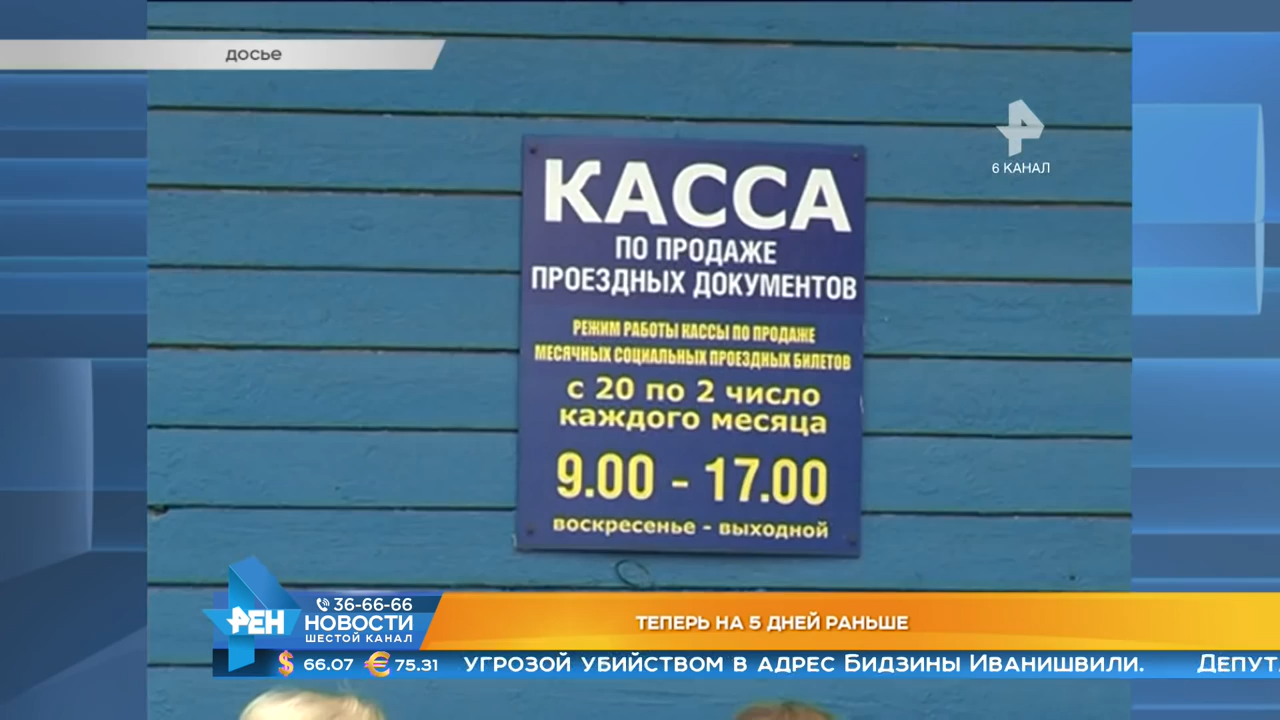 ДОСЬЕ
6 КАНАЛ
КАССА
ПО ПРОДАЖЕ
ПРОЕЗДНЫХ ДОКУМЕНТОВ
РЕЖИМ РАБОТЫ КАССЫ ПО ПРОДАЖЕ
МЕСЯЧНЫХ СОЦИАЛЬНЫХ ПРОЕЗДНЫХ БИЛЕТОВ
с 20 по 2 число
каждого месяца
9.00 - 17.00
воскресенье - выходной
РЕН
36-66-66
НОВОСТИ
ШЕСТОЙ КАНАЛ
ТЕПЕРЬ НА 5 ДНЕЙ РАНЬШЕ
$ 66.07 € 75.31 УГРОЗОЙ УБИЙСТВОМ В АДРЕС БИДЗИНЫ ИВАНИШВИЛИ. ДЕПУТ